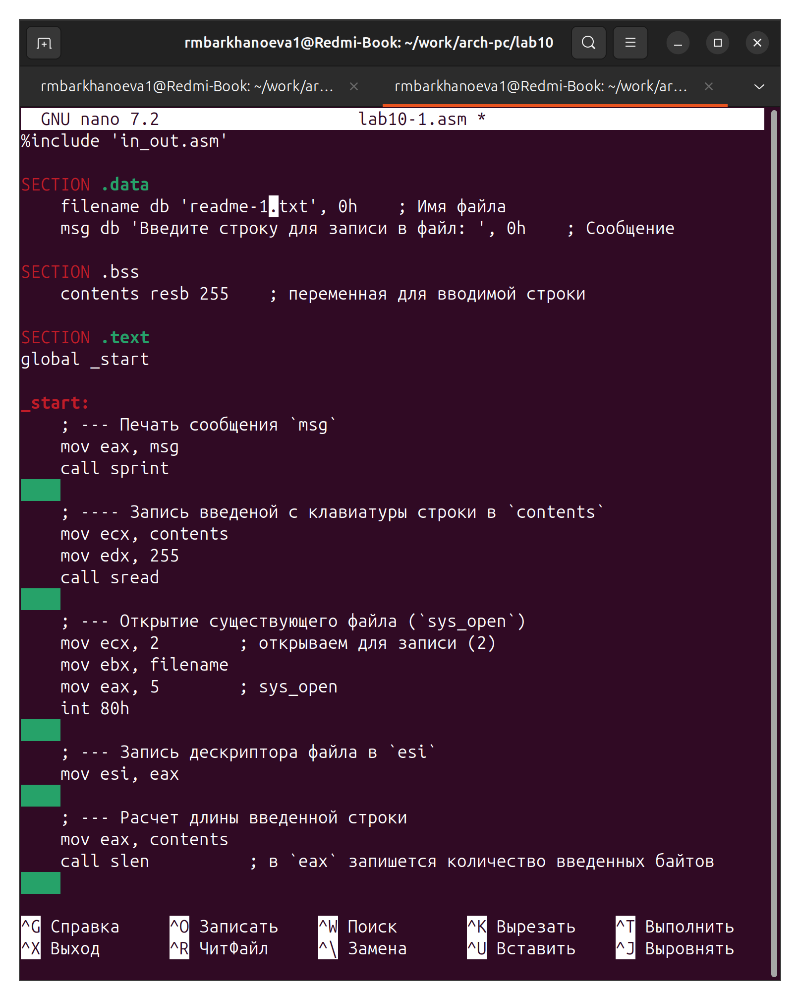 rmbarkhanoeva1@Redmi-Book: ~/work/arch-pc/lab10
rmbarkhanoeva1@Redmi-Book: ~/work/ar… rmbarkhanoeva1@Redmi-Book: ~/work/ar…
GNU nano 7.2 lab10-1.asm *
%include 'in_out.asm'
SECTION .data
filename db 'readme-1.txt', 0h ; Имя файла
msg db 'Введите строку для записи в файл: ', 0h ; Сообщение
SECTION .bss
contents resb 255 ; переменная для вводимой строки
SECTION .text
global _start
_start:
; --- Печать сообщения `msg`
mov eax, msg
call sprint
; ---- Запись введеной с клавиатуры строки в `contents`
mov ecx, contents
mov edx, 255
call sread
; --- Открытие существующего файла (`sys_open`)
mov ecx, 2 ; открываем для записи (2)
mov ebx, filename
mov eax, 5 ; sys_open
int 80h
; --- Запись дескриптора файла в `esi`
mov esi, eax
; --- Расчет длины введенной строки
mov eax, contents
call slen ; в `eax` запишется количество введенных байтов
^G Справка ^O Записать ^W Поиск ^K Вырезать ^T Выполнить
^X Выход ^R ЧитФайл ^\ Замена ^U Вставить ^J Выровнять